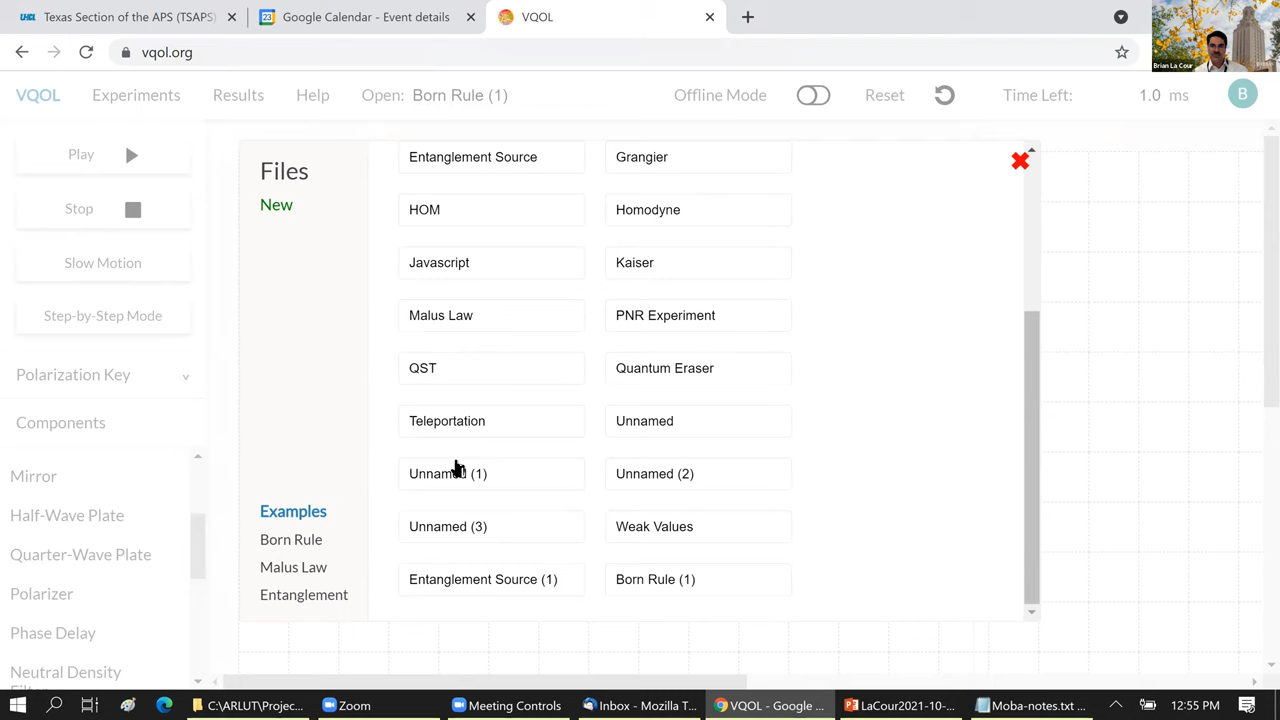 UHCL Texas Section of the APS (TSAPS)
23 Google Calendar - Event details
VQOL
vqol.org
Brian La Cour
VQOL Experiments Results Help Open: Born Rule (1) Offline Mode Reset Time Left: 1.0 ms B
Play
Stop
Slow Motion
Step-by-Step Mode
Polarization Key
Components
Mirror
Half-Wave Plate
Quarter-Wave Plate
Polarizer
Phase Delay
Neutral Density
Filter
Files
New
Examples
Born Rule
Malus Law
Entanglement
Entanglement Source Grangier
HOM Homodyne
Javascript Kaiser
Malus Law PNR Experiment
QST Quantum Eraser
Teleportation Unnamed
Unnamed (1) Unnamed (2)
Unnamed (3) Weak Values
Entanglement Source (1) Born Rule (1)
C:\ARLUT\Projec... Zoom Meeting Controls Inbox - Mozilla T... VQOL - Google ... LaCour2021-10-... Moba-notes.txt ... 12:55 PM